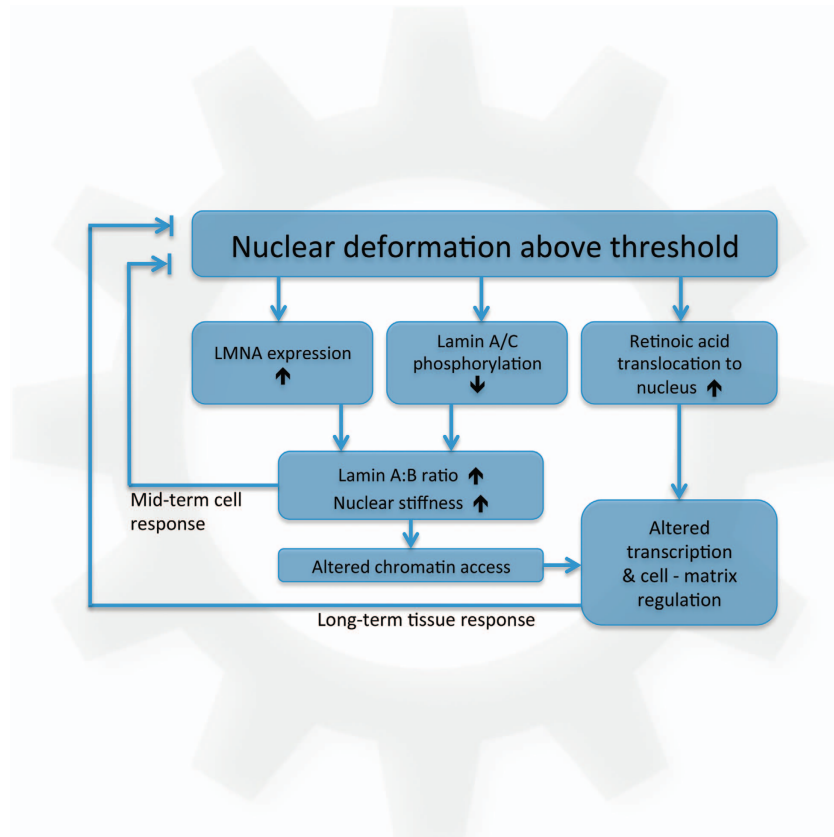 Nuclear deformation above threshold
LMNA expression
↑
Lamin A/C
phosphorylation
↓
Retinoic acid
translocation to
nucleus ↑
Lamin A:B ratio ↑
Nuclear stiffness ↑
Mid-term cell
response
Altered chromatin access
Altered
transcription
& cell - matrix
regulation
Long-term tissue response